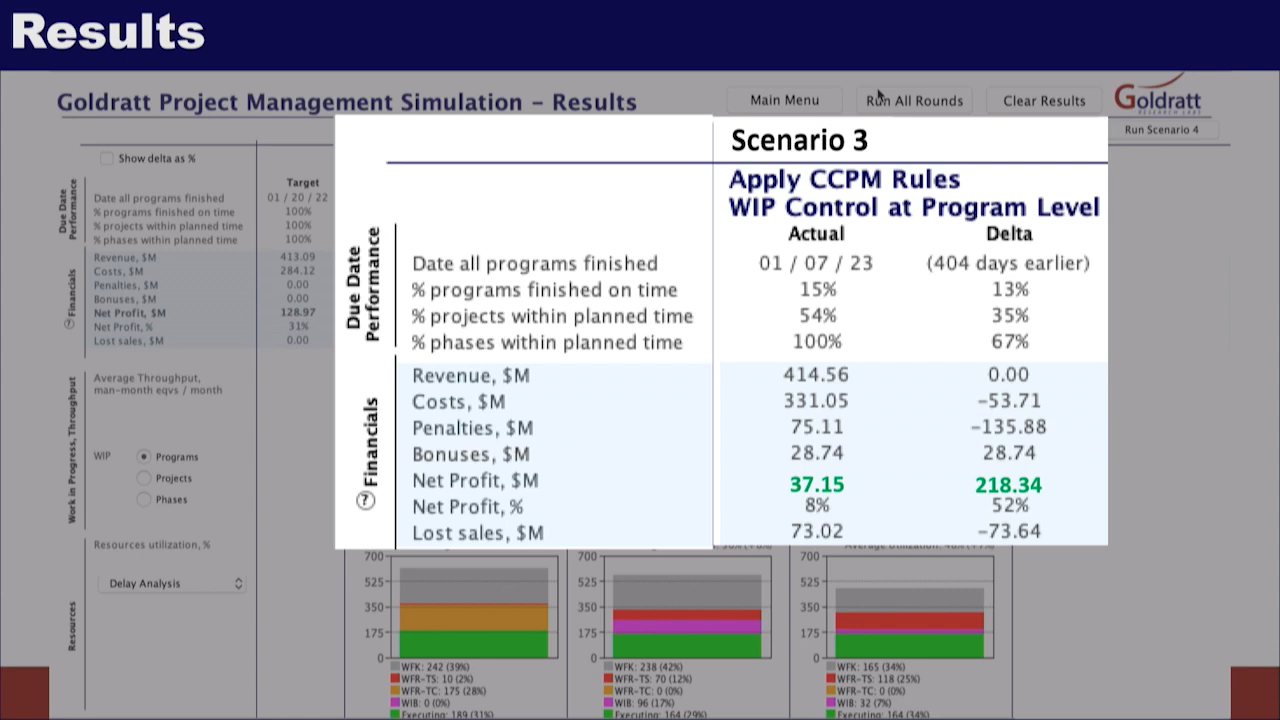 Results
Goldratt Project Management Simulation – Results
Main Menu
Run All Rounds
Clear Results
Goldratt
RESEARCH LABS
Run Scenario 4
Show delta as %
Target
Due Date Performance
Date all programs finished 01 / 20 / 22
% programs finished on time 100%
% projects within planned time 100%
% phases within planned time 100%
? Financials
Revenue, $M 413.09
Costs, $M 284.12
Penalties, $M 0.00
Bonuses, $M 0.00
Net Profit, $M 128.97
Net Profit, % 31%
Lost sales, $M 0.00
Work in Progress, Throughput
Average Throughput,
man-month eqvs / month
WIP Programs
Projects
Phases
Resources
Resources utilization, %
Delay Analysis
Scenario 3
Apply CCPM Rules
WIP Control at Program Level
Actual Delta
Due Date
Performance
Date all programs finished 01 / 07 / 23 (404 days earlier)
% programs finished on time 15% 13%
% projects within planned time 54% 35%
% phases within planned time 100% 67%
? Financials
Revenue, $M 414.56 0.00
Costs, $M 331.05 -53.71
Penalties, $M 75.11 -135.88
Bonuses, $M 28.74 28.74
Net Profit, $M 37.15 218.34
Net Profit, % 8% 52%
Lost sales, $M 73.02 -73.64
700
525
350
175
0
WFK: 242 (39%)
WFR-TS: 10 (2%)
WFR-TC: 175 (28%)
WIB: 0 (0%)
Executing: 189 (31%)
700
525
350
175
0
WFK: 238 (42%)
WFR-TS: 70 (12%)
WFR-TC: 0 (0%)
WIB: 96 (17%)
Executing: 164 (29%)
700
525
350
175
0
WFK: 165 (34%)
WFR-TS: 118 (25%)
WFR-TC: 0 (0%)
WIB: 32 (7%)
Executing: 164 (34%)